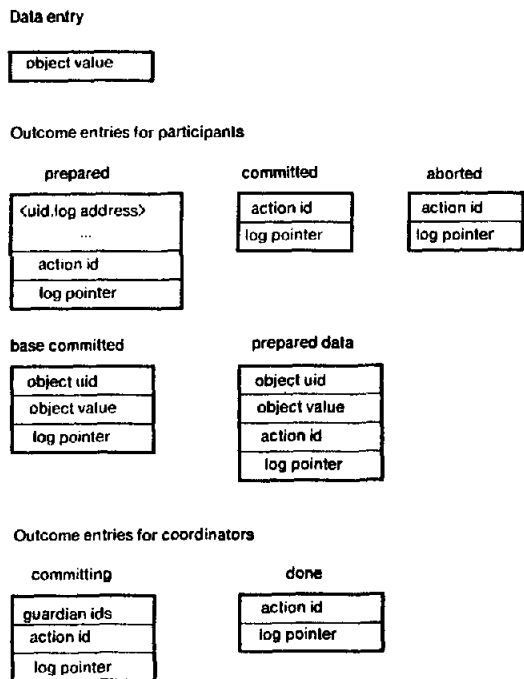 Data entry
object value
Outcome entries for participants
prepared
<uid,log address>
...
action id
log pointer
committed
action id
log pointer
aborted
action id
log pointer
base committed
object uid
object value
log pointer
prepared data
object uid
object value
action id
log pointer
Outcome entries for coordinators
committing
guardian ids
action id
log pointer
done
action id
log pointer